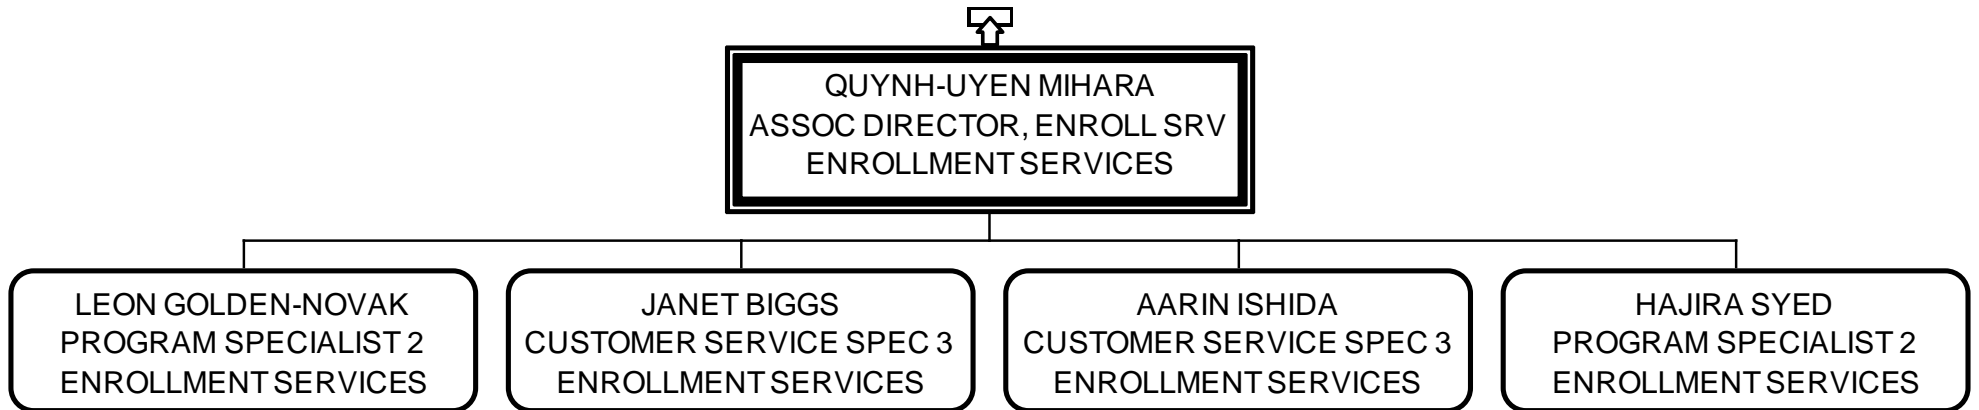 QUYNH-UYEN MIHARA
ASSOC DIRECTOR, ENROLL SRV
ENROLLMENT SERVICES
LEON GOLDEN-NOVAK
PROGRAM SPECIALIST 2
ENROLLMENT SERVICES
JANET BIGGS
CUSTOMER SERVICE SPEC 3
ENROLLMENT SERVICES
AARIN ISHIDA
CUSTOMER SERVICE SPEC 3
ENROLLMENT SERVICES
HAJIRA SYED
PROGRAM SPECIALIST 2
ENROLLMENT SERVICES